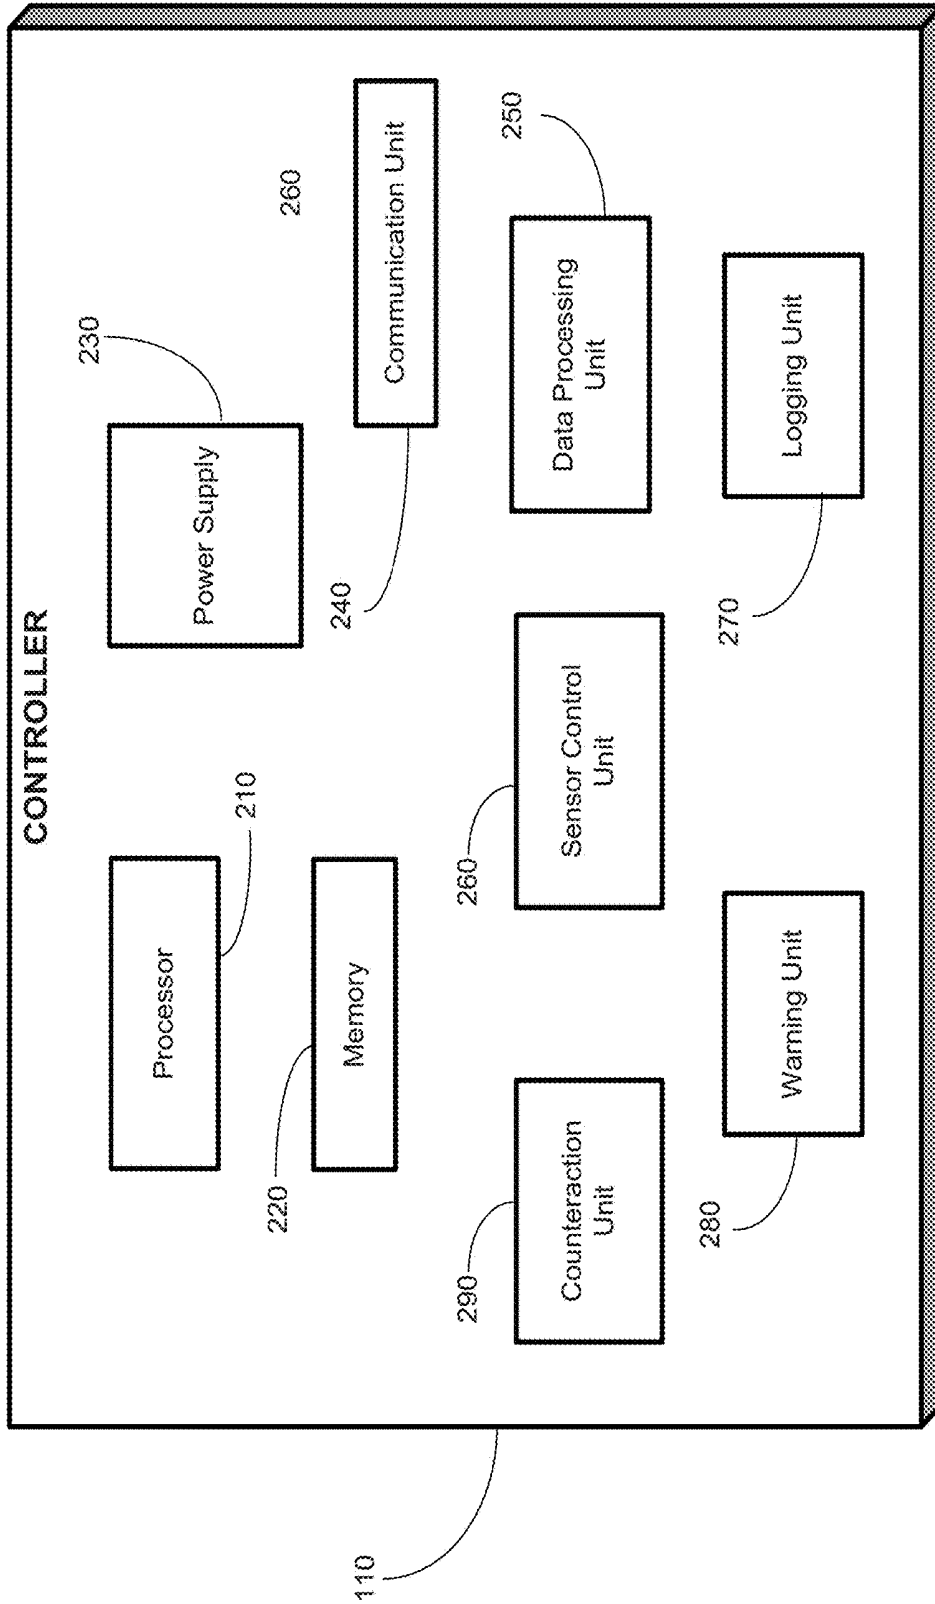 CONTROLLER
Processor
210
Power Supply
230
220
Memory
240
260
Communication Unit
290
Counteraction
Unit
260
Sensor Control
Unit
Data Processing
Unit
250
280
Warning Unit
270
Logging Unit
110